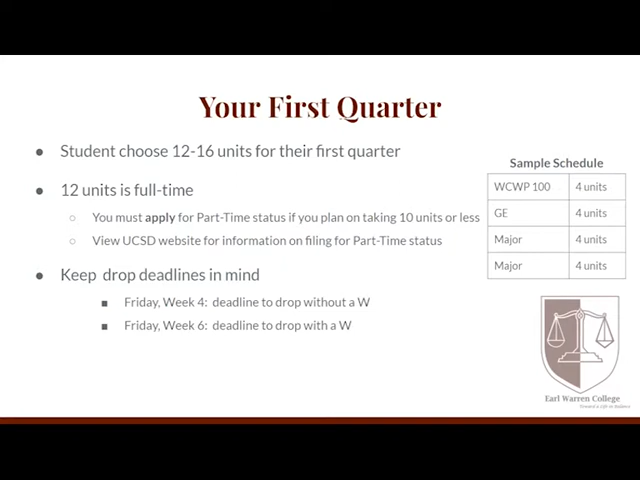 Your First Quarter
Student choose 12-16 units for their first quarter
12 units is full-time
You must apply for Part-Time status if you plan on taking 10 units or less
View UCSD website for information on filing for Part-Time status
Keep drop deadlines in mind
Friday, Week 4: deadline to drop without a W
Friday, Week 6: deadline to drop with a W
Sample Schedule
WCWP 100 4 units
GE 4 units
Major 4 units
Major 4 units
Earl Warren College
Toward a Life in Balance